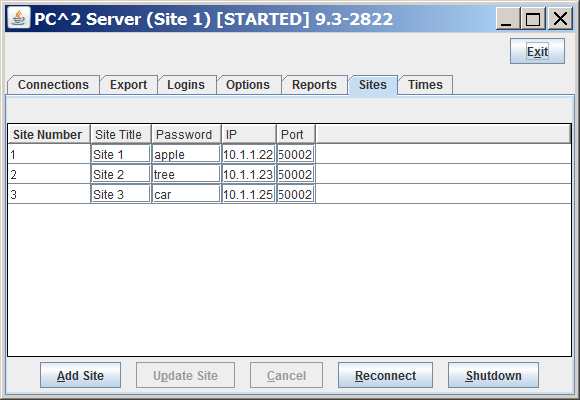 PC^2 Server (Site 1) [STARTED] 9.3-2822
Exit
Connections Export Logins Options Reports Sites Times
Site Number Site Title Password IP Port
1 Site 1 apple 10.1.1.22 50002
2 Site 2 tree 10.1.1.23 50002
3 Site 3 car 10.1.1.25 50002
Add Site Update Site Cancel Reconnect Shutdown